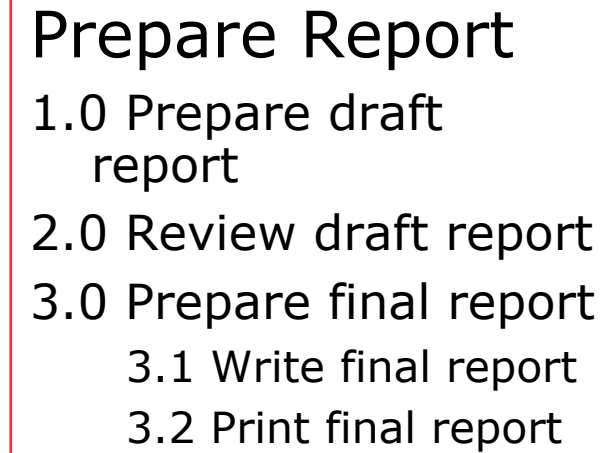 Prepare Report
1.0 Prepare draft
report
2.0 Review draft report
3.0 Prepare final report
3.1 Write final report
3.2 Print final report